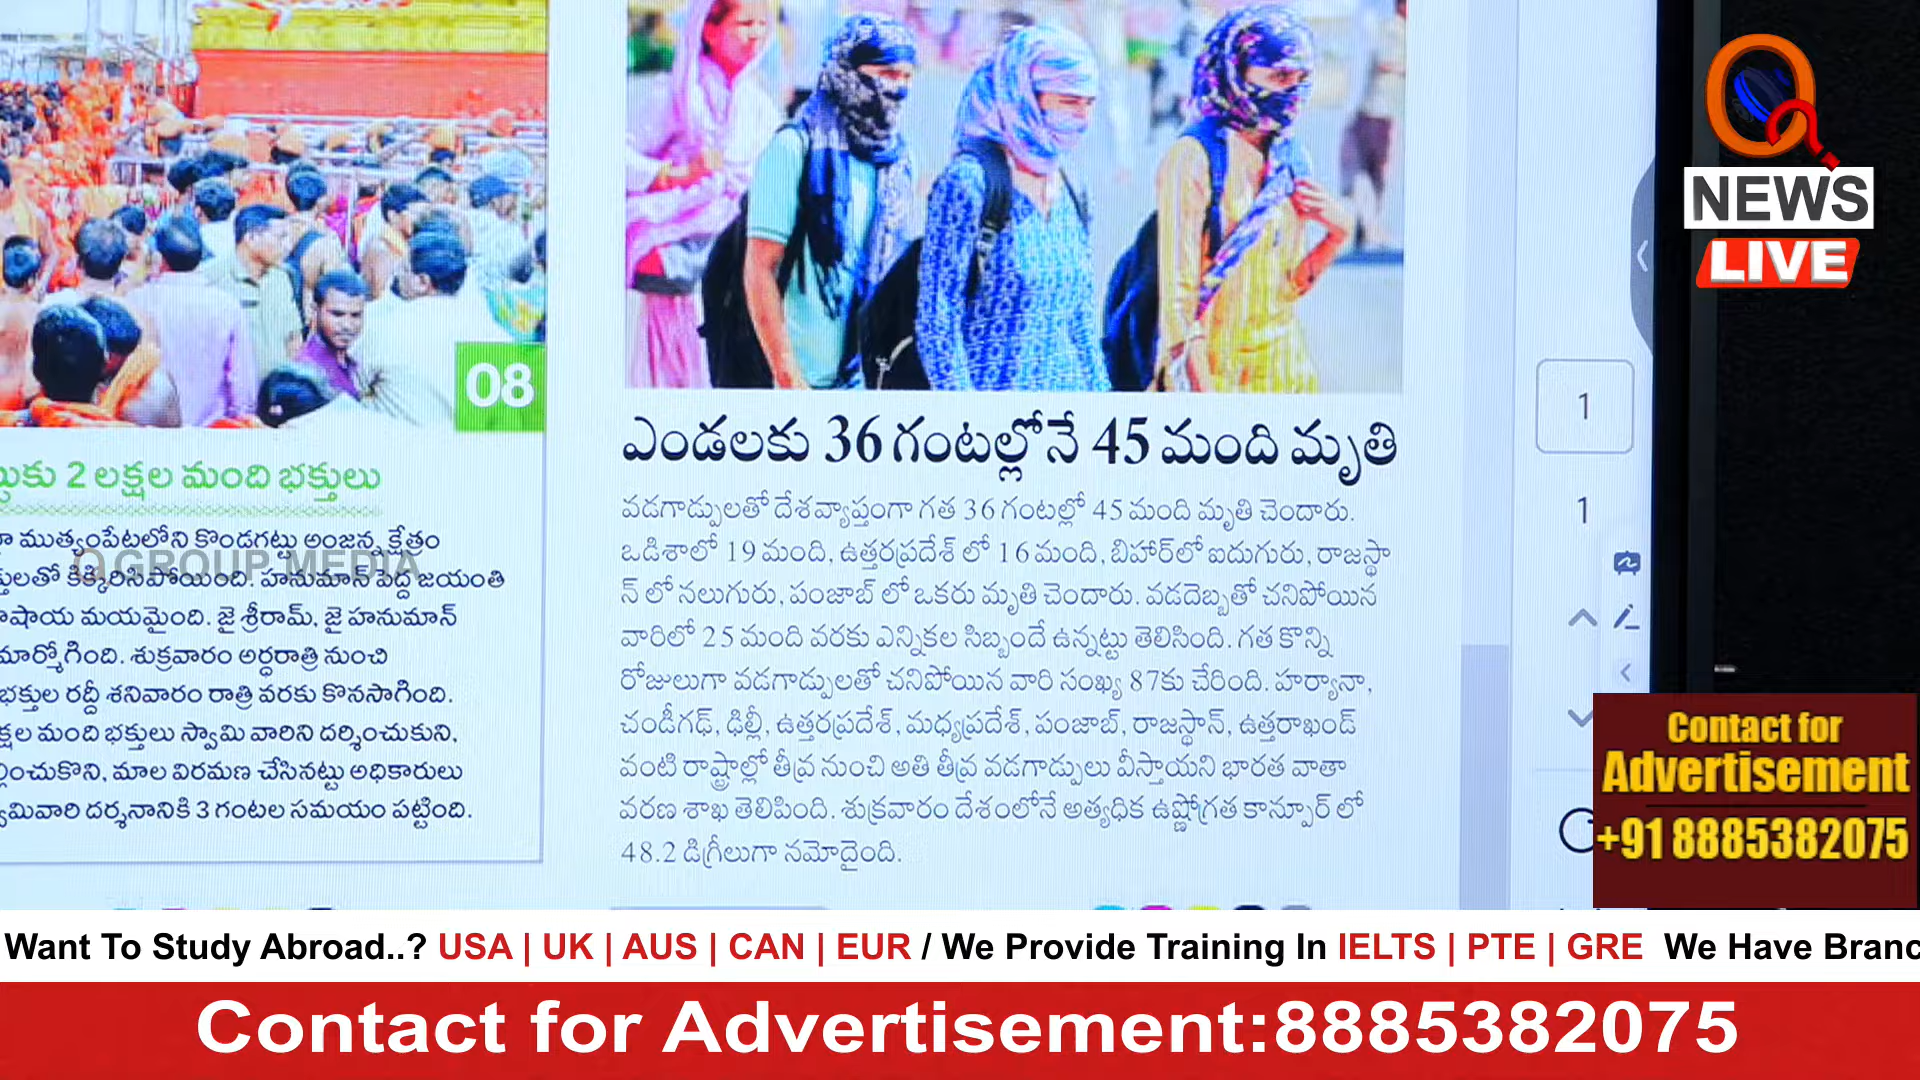 08
2 లక్షల మంది భక్తులు
ముత్యంపేటలోని కొండగట్టు అంజన్న క్షేత్రం
కిక్కిరిసిపోయింది. హనుమాన్ పెద్ద జయంతి
మయమైంది. జై శ్రీరామ్, జై హనుమాన్
శుక్రవారం అర్ధరాత్రి నుంచి
భక్తుల రద్దీ శనివారం రాత్రి వరకు కొనసాగింది.
మంది భక్తులు స్వామి వారిని దర్శించుకుని,
మాల విరమణ చేసినట్టు అధికారులు
దర్శనానికి 3 గంటల సమయం పట్టింది.
Q GROUP MEDIA
ఎండలకు 36 గంటల్లోనే 45 మంది మృతి
వడగాడ్పులతో దేశవ్యాప్తంగా గత 36 గంటల్లో 45 మంది మృతి చెందారు.
ఒడిశాలో 19 మంది, ఉత్తరప్రదేశ్ లో 16 మంది, బిహార్‌లో ఐదుగురు, రాజస్థా
న్ లో నలుగురు, పంజాబ్ లో ఒకరు మృతి చెందారు. వడదెబ్బతో చనిపోయిన
వారిలో 25 మంది వరకు ఎన్నికల సిబ్బందే ఉన్నట్టు తెలిసింది. గత కొన్ని
రోజులుగా వడగాడ్పులతో చనిపోయిన వారి సంఖ్య 87కు చేరింది. హర్యానా,
చండీగఢ్, ఢిల్లీ, ఉత్తరప్రదేశ్, మధ్యప్రదేశ్, పంజాబ్, రాజస్థాన్, ఉత్తరాఖండ్
వంటి రాష్ట్రాల్లో తీవ్ర నుంచి అతి తీవ్ర వడగాడ్పులు వీస్తాయని భారత వాతా
వరణ శాఖ తెలిపింది. శుక్రవారం దేశంలోనే అత్యధిక ఉష్ణోగ్రత కాన్పూర్ లో
48.2 డిగ్రీలుగా నమోదైంది.
1
1
Q
NEWS
LIVE
Contact for
Advertisement
+91 8885382075
Want To Study Abroad..? USA | UK | AUS | CAN | EUR / We Provide Training In IELTS | PTE | GRE We Have Branc
Contact for Advertisement:8885382075